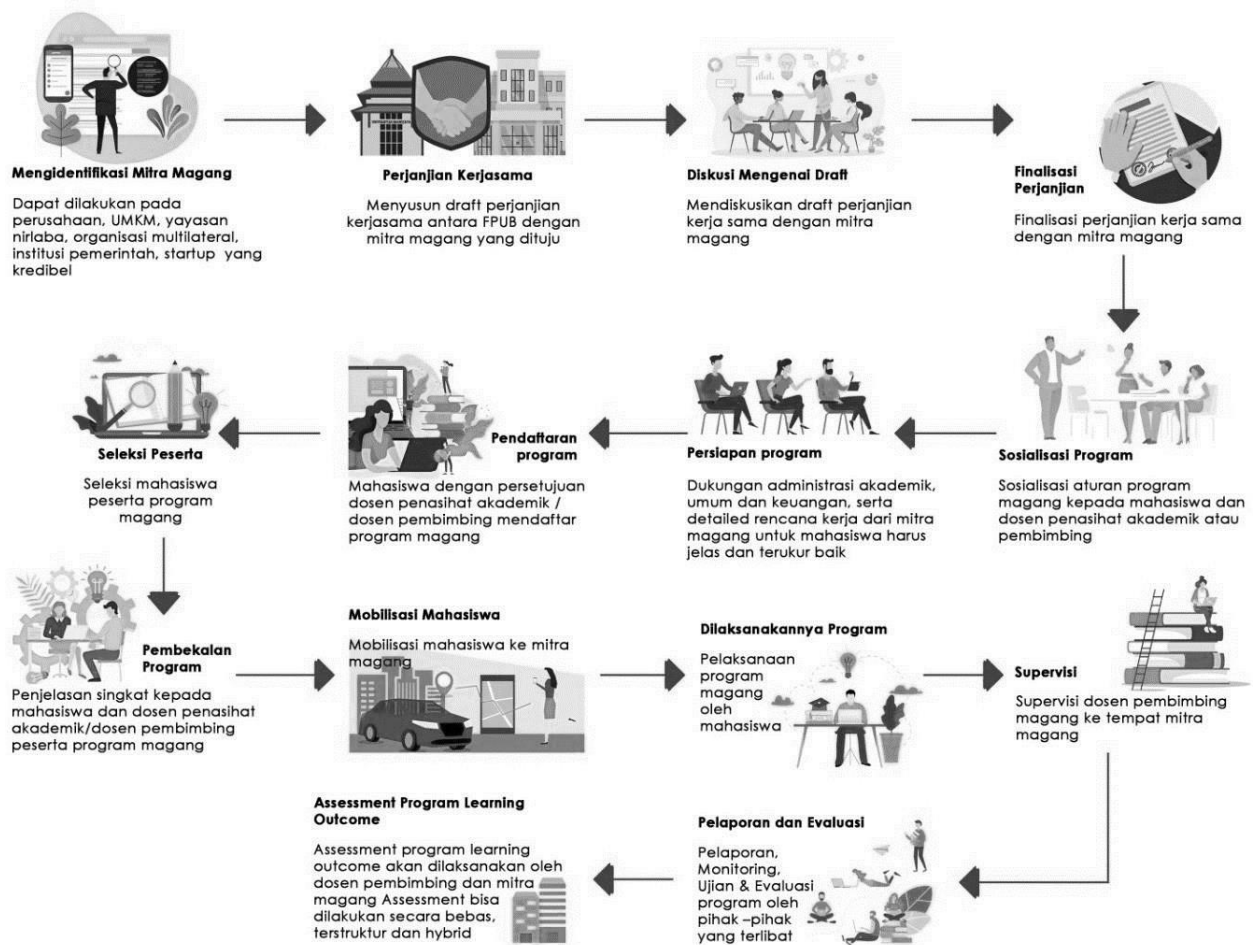 Mengidentifikasi Mitra Magang
Dapat dilakukan pada
perusahaan, UMKM, yayasan
nirlaba, organisasi multilateral,
institusi pemerintah, startup yang
kredibel
Perjanjian Kerjasama
Menyusun draft perjanjian
kerjasama antara FPUB dengan
mitra magang yang dituju
Diskusi Mengenai Draft
Mendiskusikan draft perjanjian
kerja sama dengan mitra
magang
Finalisasi
Perjanjian
Finalisasi perjanjian kerja sama
dengan mitra magang
Sosialisasi Program
Sosialisasi aturan program
magang kepada mahasiswa dan
dosen penasihat akademik atau
pembimbing
Persiapan program
Dukungan administrasi akademik,
umum dan keuangan, serta
detailed rencana kerja dari mitra
magang untuk mahasiswa harus
jelas dan terukur baik
Pendaftaran
program
Mahasiswa dengan persetujuan
dosen penasihat akademik /
dosen pembimbing mendaftar
program magang
Seleksi Peserta
Seleksi mahasiswa
peserta program
magang
Pembekalan
Program
Penjelasan singkat kepada
mahasiswa dan dosen penasihat
akademik/dosen pembimbing
peserta program magang
Mobilisasi Mahasiswa
Mobilisasi mahasiswa ke mitra
magang
Dilaksanakannya Program
Pelaksanaan
program
magang
oleh
mahasiswa
Supervisi
Supervisi dosen pembimbing
magang ke tempat mitra
magang
Pelaporan dan Evaluasi
Pelaporan,
Monitoring,
Ujian & Evaluasi
program oleh
pihak –pihak
yang terlibat
Assessment Program Learning
Outcome
Assessment program learning
outcome akan dilaksanakan oleh
dosen pembimbing dan mitra
magang Assessment bisa
dilakukan secara bebas,
terstruktur dan hybrid